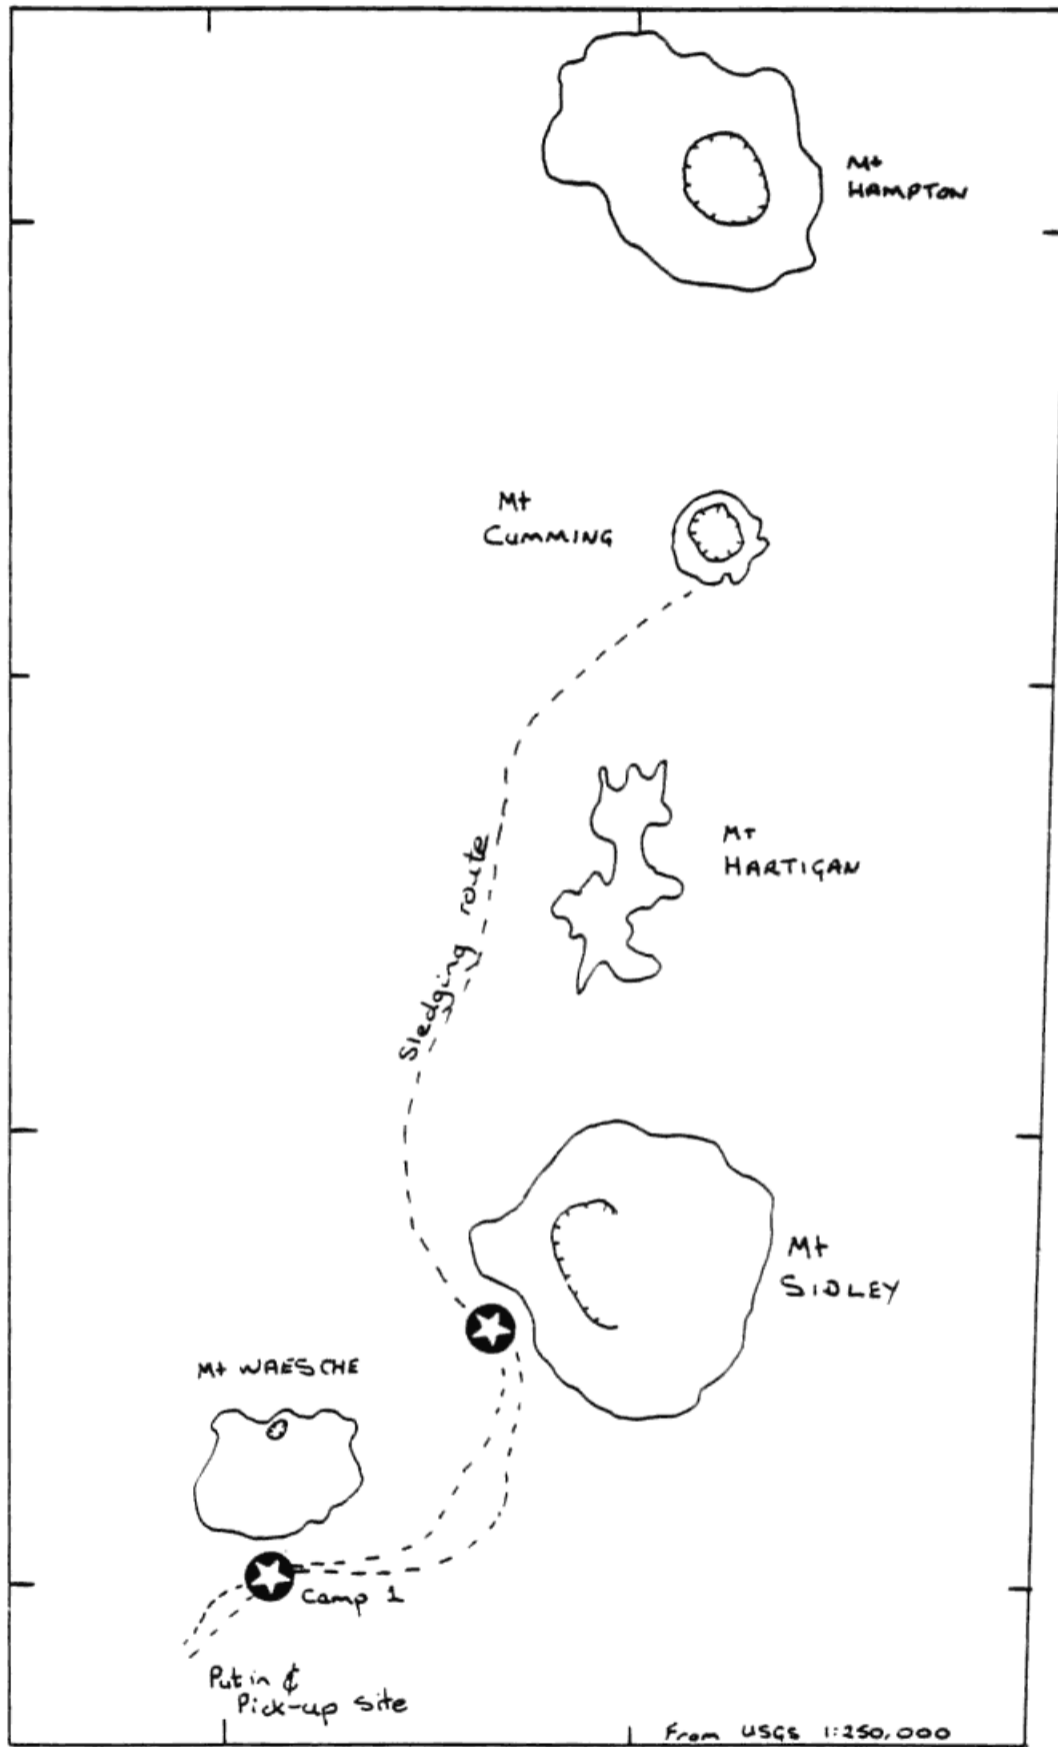 Mt
HAMPTON
Mt
CUMMING
Mt
HARTIGAN
Sledging route
Mt
SIDLEY
Mt WAESCHE
Camp 1
Put in &
Pick-up site
From USGS 1:250,000